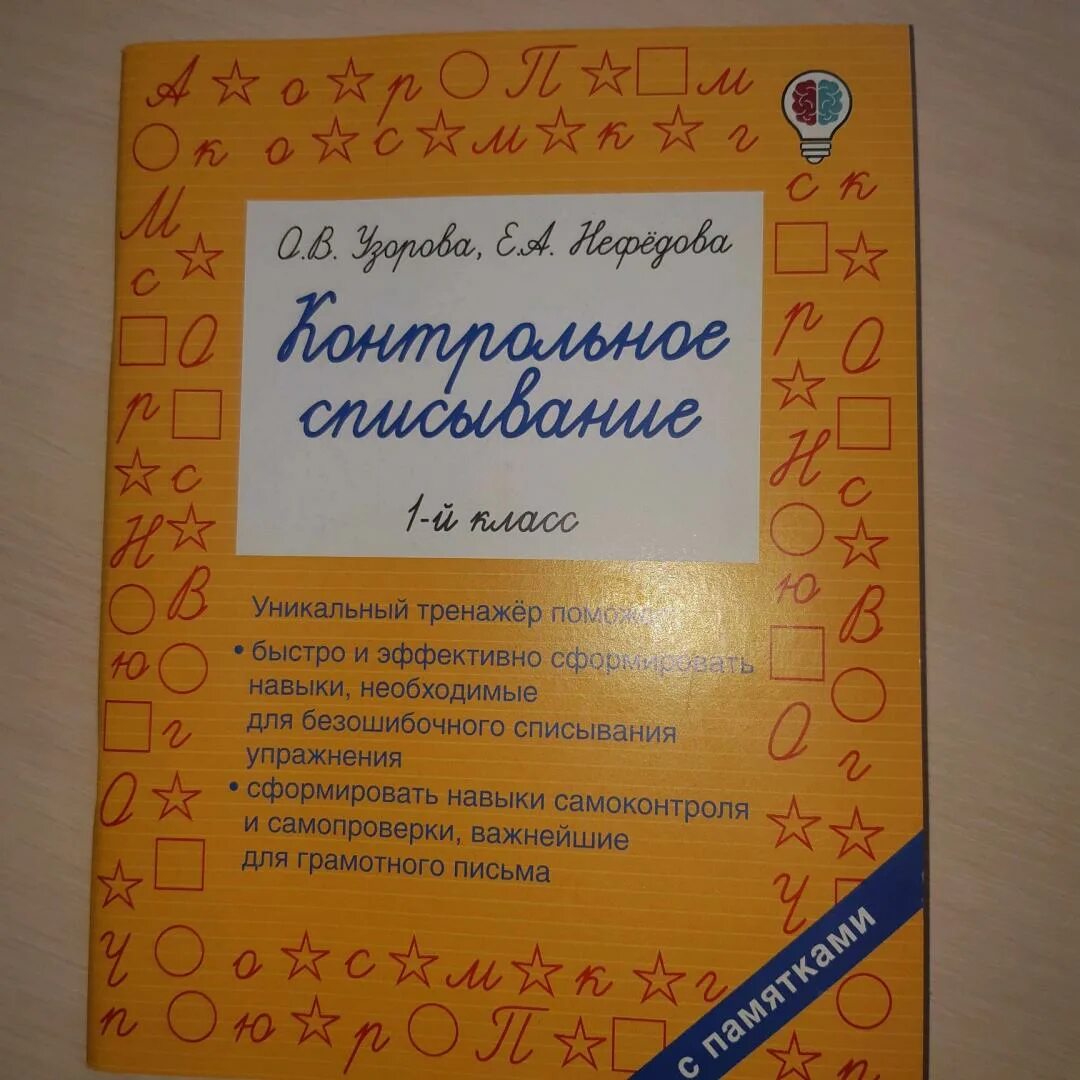 А о р П м
к о с м к г
О.В. Узорова, Е.А. Нефёдова
Контрольное
списывание
1-й класс
Уникальный тренажёр
• быстро и эффективно сформировать
навыки, необходимые
для безошибочного списывания
упражнения
• сформировать навыки самоконтроля
и самопроверки, важнейшие
для грамотного письма
с памятками
М
с
О
р
с
Н
В
ю
г
О
Ч
с к
р О
Н
с
ю
В
О
г
Ч
о с м к г
п ю р П п